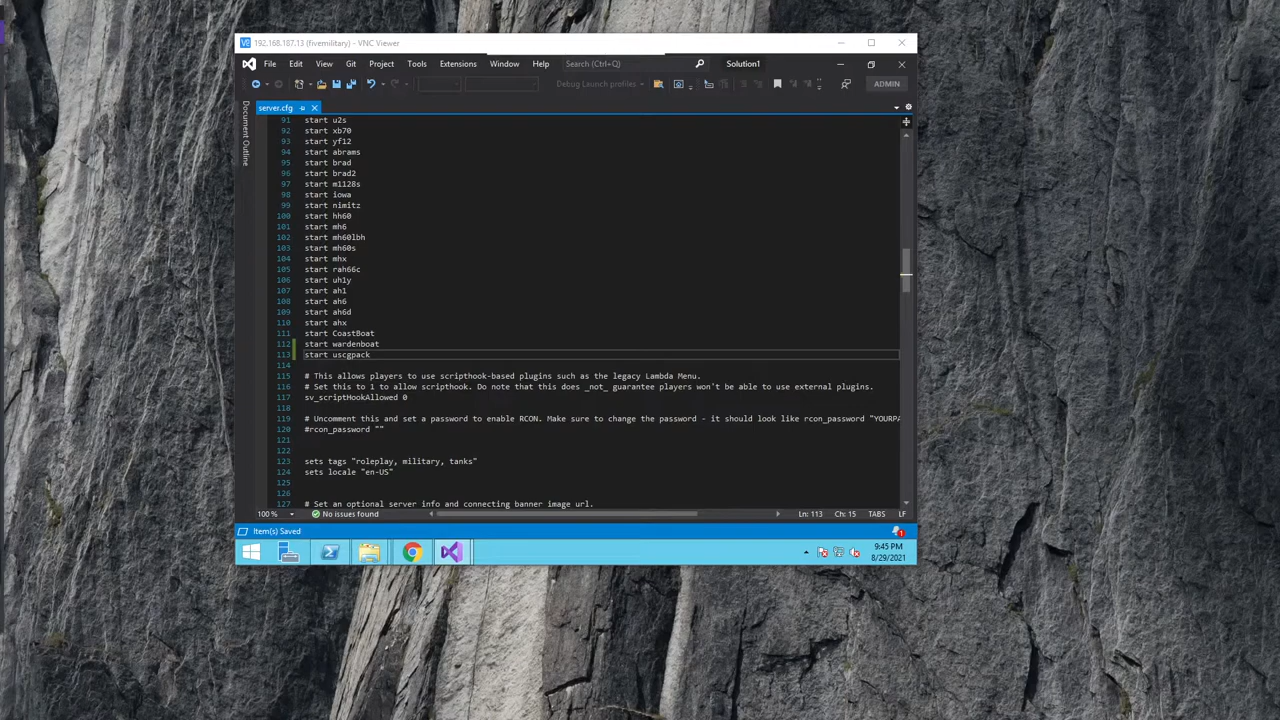 192.168.187.13 (fivemilitary) - VNC Viewer
File Edit View Git Project Tools Extensions Window Help Search (Ctrl+Q) Solution1
Debug Launch profiles ADMIN
server.cfg
Document Outline
91 start u2s
92 start xb70
93 start yf12
94 start abrams
95 start brad
96 start brad2
97 start m1128s
98 start iowa
99 start nimitz
100 start hh60
101 start mh6
102 start mh60lbh
103 start mh60s
104 start mhx
105 start rah66c
106 start uh1y
107 start ah1
108 start ah6
109 start ah6d
110 start ahx
111 start CoastBoat
112 start wardenboat
113 start uscgpack
114
115 # This allows players to use scripthook-based plugins such as the legacy Lambda Menu.
116 # Set this to 1 to allow scripthook. Do note that this does _not_ guarantee players won't be able to use external plugins.
117 sv_scriptHookAllowed 0
118
119 # Uncomment this and set a password to enable RCON. Make sure to change the password - it should look like rcon_password "YOURPA
120 #rcon_password ""
121
122
123 sets tags "roleplay, military, tanks"
124 sets locale "en-US"
125
126
127 # Set an optional server info and connecting banner image url.
100 % No issues found Ln: 113 Ch: 15 TABS LF
Item(s) Saved 1
9:45 PM
8/29/2021